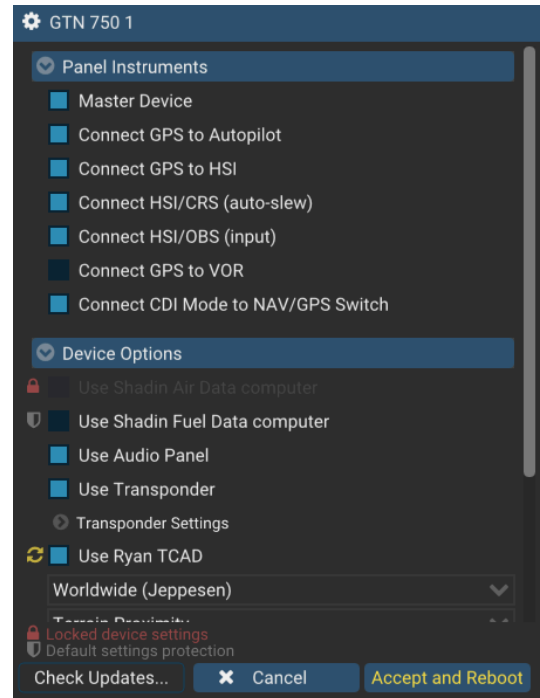 GTN 750 1
Panel Instruments
Master Device
Connect GPS to Autopilot
Connect GPS to HSI
Connect HSI/CRS (auto-slew)
Connect HSI/OBS (input)
Connect GPS to VOR
Connect CDI Mode to NAV/GPS Switch
Device Options
Use Shadin Air Data computer
Use Shadin Fuel Data computer
Use Audio Panel
Use Transponder
Transponder Settings
Use Ryan TCAD
Worldwide (Jeppesen)
Terrain Proximity
Locked device settings
Default settings protection
Check Updates... Cancel Accept and Reboot